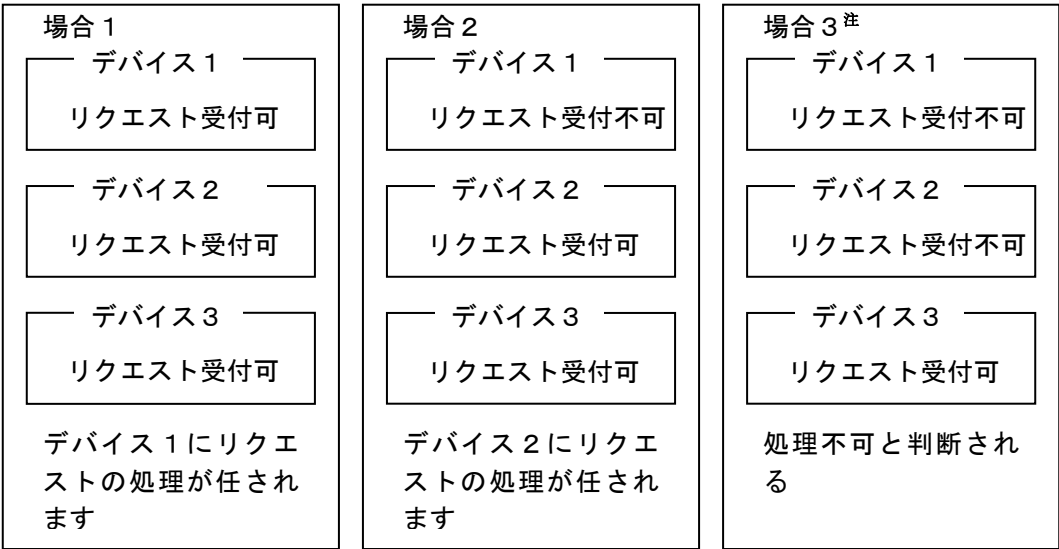 場合１
デバイス１
リクエスト受付可
デバイス２
リクエスト受付可
デバイス３
リクエスト受付可
デバイス１にリクエ
ストの処理が任され
ます
場合２
デバイス１
リクエスト受付不可
デバイス２
リクエスト受付可
デバイス３
リクエスト受付可
デバイス２にリクエ
ストの処理が任され
ます
場合３注
デバイス１
リクエスト受付不可
デバイス２
リクエスト受付不可
デバイス３
リクエスト受付可
処理不可と判断され
る